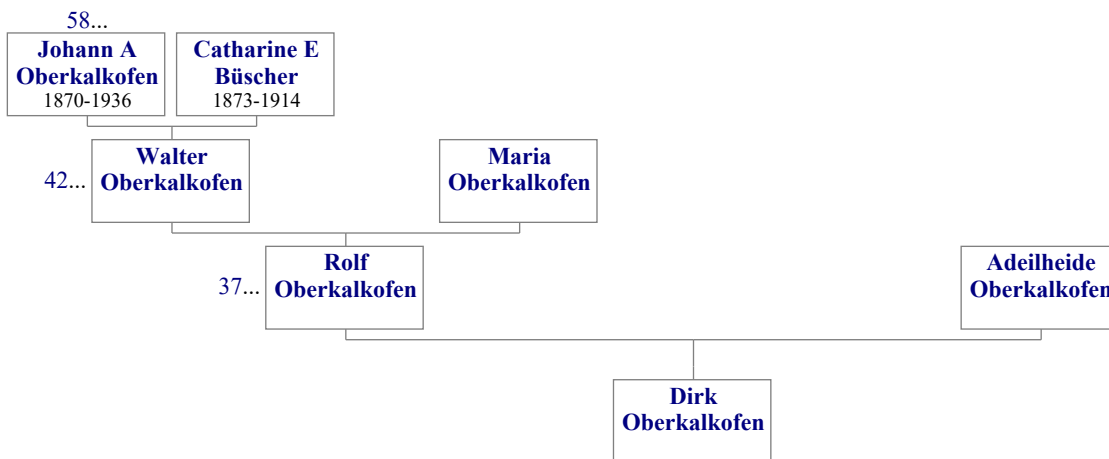 58...
Johann A
Oberkalkofen
1870-1936
Catharine E
Büscher
1873-1914
42...
Walter
Oberkalkofen
Maria
Oberkalkofen
37...
Rolf
Oberkalkofen
Adeilheide
Oberkalkofen
Dirk
Oberkalkofen